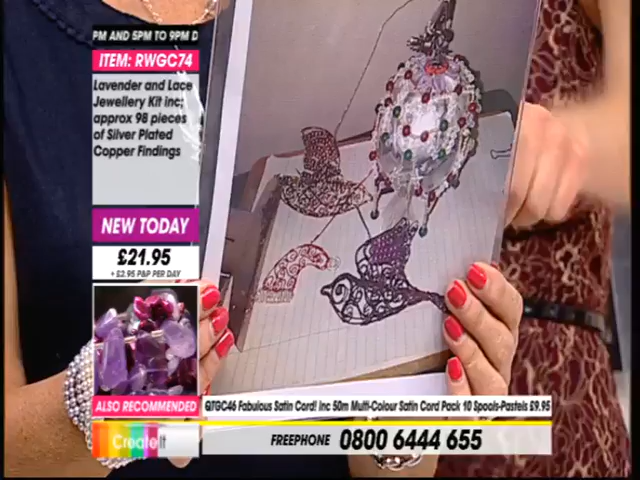 PM AND 5PM TO 9PM D
ITEM: RWGC74
Lavender and Lace
Jewellery Kit inc;
approx 98 pieces
of Silver Plated
Copper Findings
NEW TODAY
£21.95
+ £2.95 P&P PER DAY
ALSO RECOMMENDED
QTGC46 Fabulous Satin Cord! inc 50m Multi-Colour Satin Cord Pack 10 Spools-Pastels £9.95
Create it
FREEPHONE 0800 6444 655